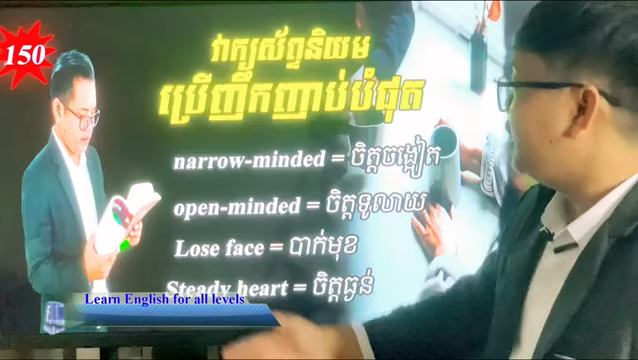 150
វាក្យស័ព្ទនិយម
ប្រើញឹកញាប់បំផុត
narrow-minded = ចិត្តចង្អៀត
open-minded = ចិត្តទូលាយ
Lose face = បាក់មុខ
Steady heart = ចិត្តធ្ងន់
Learn English for all levels